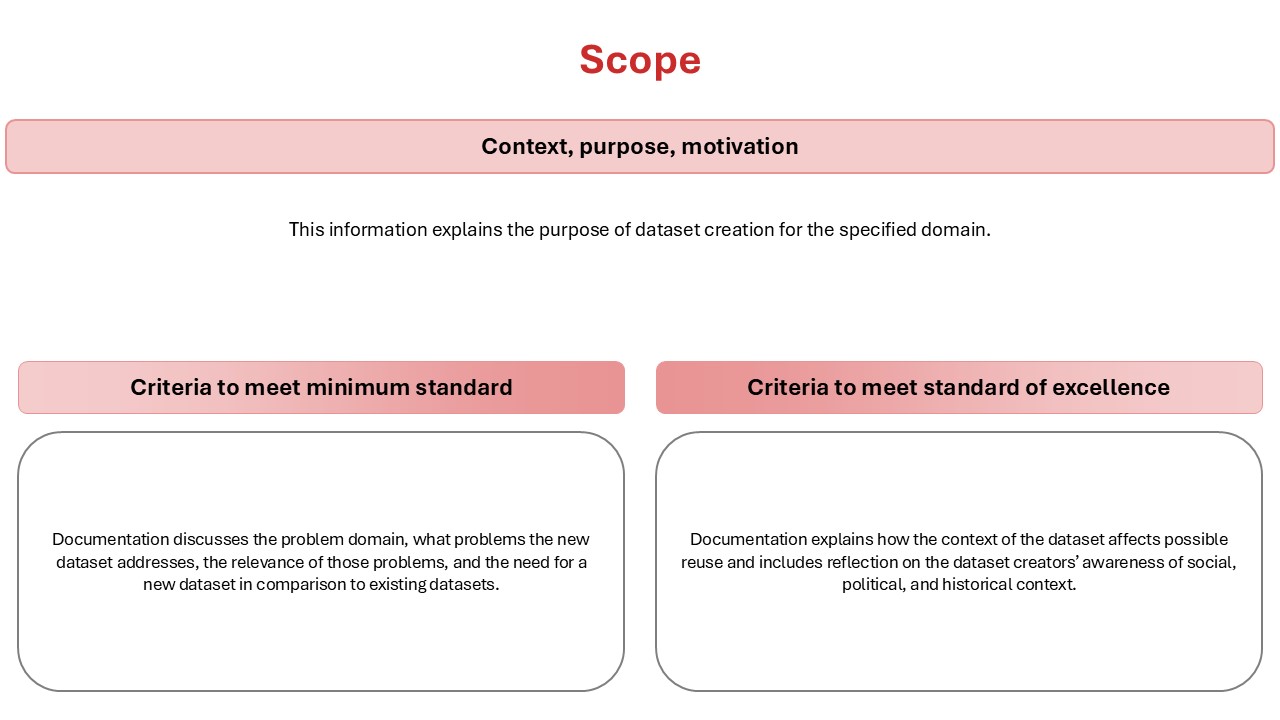 Scope
Context, purpose, motivation
This information explains the purpose of dataset creation for the specified domain.
Criteria to meet minimum standard
Documentation discusses the problem domain, what problems the new
dataset addresses, the relevance of those problems, and the need for a
new dataset in comparison to existing datasets.
Criteria to meet standard of excellence
Documentation explains how the context of the dataset affects possible
reuse and includes reflection on the dataset creators’ awareness of social,
political, and historical context.